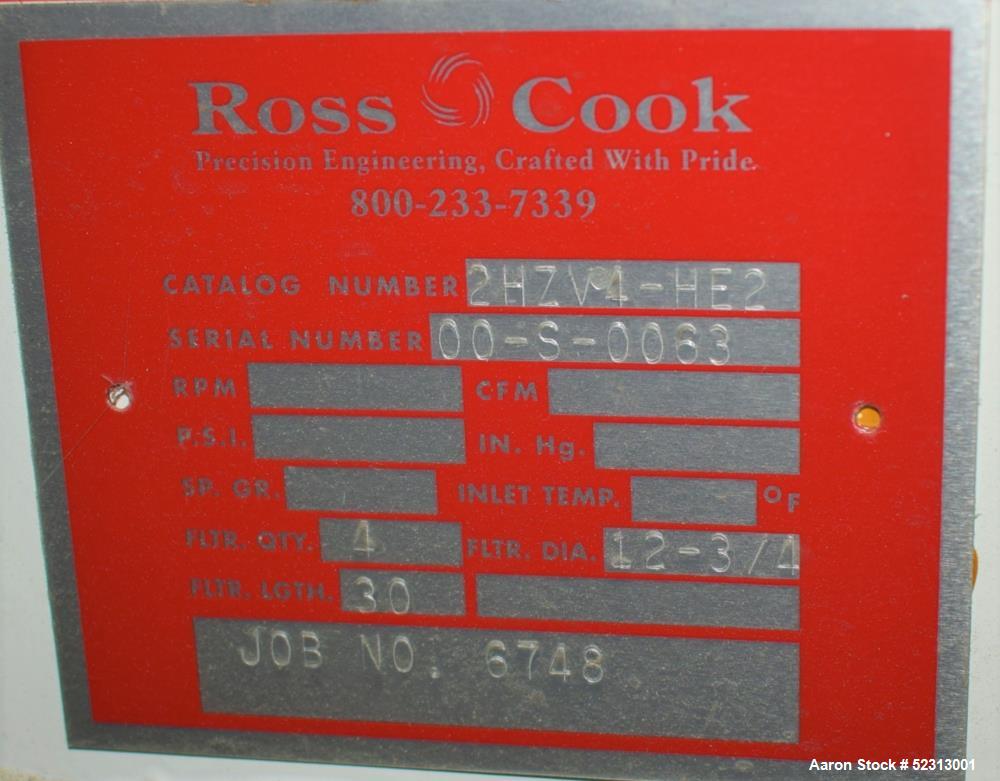 Ross Cook
Precision Engineering, Crafted With Pride.
800-233-7339
CATALOG NUMBER 2HZV4-HE2
SERIAL NUMBER 00-S-0063
RPM CFM
P.S.I. IN. Hg.
SP. GR. INLET TEMP. °F
FLTR. QTY. 4 FLTR. DIA. 12-3/4
FLTR. LGTH. 30
JOB NO. 6748
Aaron Stock # 52313001